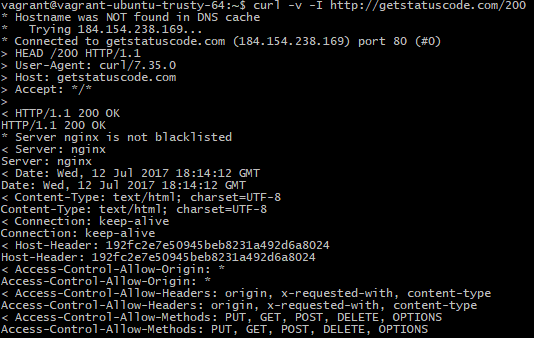 vagrant@vagrant-ubuntu-trusty-64:~$ curl -v -I http://getstatuscode.com/200
* Hostname was NOT found in DNS cache
*   Trying 184.154.238.169...
* Connected to getstatuscode.com (184.154.238.169) port 80 (#0)
> HEAD /200 HTTP/1.1
> User-Agent: curl/7.35.0
> Host: getstatuscode.com
> Accept: */*
>
< HTTP/1.1 200 OK
HTTP/1.1 200 OK
* Server nginx is not blacklisted
< Server: nginx
Server: nginx
< Date: Wed, 12 Jul 2017 18:14:12 GMT
Date: Wed, 12 Jul 2017 18:14:12 GMT
< Content-Type: text/html; charset=UTF-8
Content-Type: text/html; charset=UTF-8
< Connection: keep-alive
Connection: keep-alive
< Host-Header: 192fc2e7e50945beb8231a492d6a8024
Host-Header: 192fc2e7e50945beb8231a492d6a8024
< Access-Control-Allow-Origin: *
Access-Control-Allow-Origin: *
< Access-Control-Allow-Headers: origin, x-requested-with, content-type
Access-Control-Allow-Headers: origin, x-requested-with, content-type
< Access-Control-Allow-Methods: PUT, GET, POST, DELETE, OPTIONS
Access-Control-Allow-Methods: PUT, GET, POST, DELETE, OPTIONS